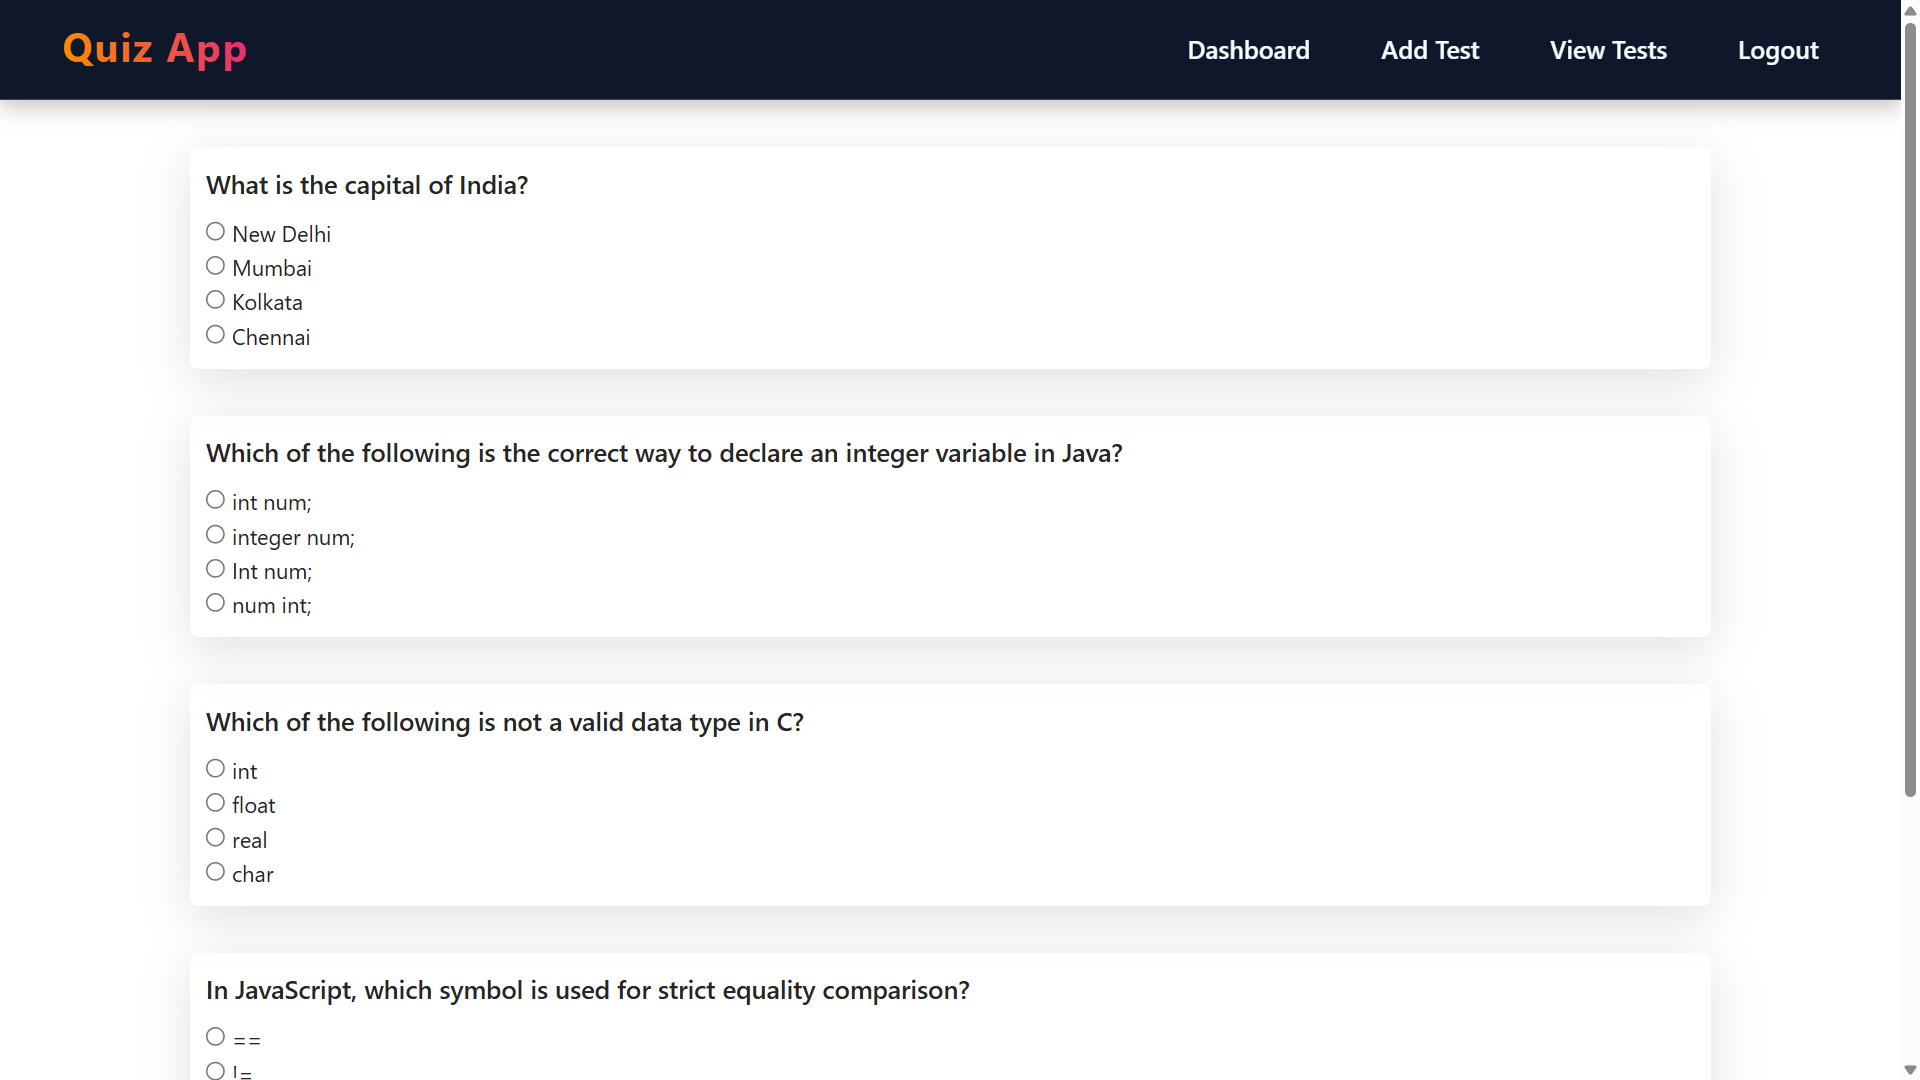 Quiz App
Dashboard Add Test View Tests Logout
What is the capital of India?
New Delhi
Mumbai
Kolkata
Chennai
Which of the following is the correct way to declare an integer variable in Java?
int num;
integer num;
Int num;
num int;
Which of the following is not a valid data type in C?
int
float
real
char
In JavaScript, which symbol is used for strict equality comparison?
==
!=